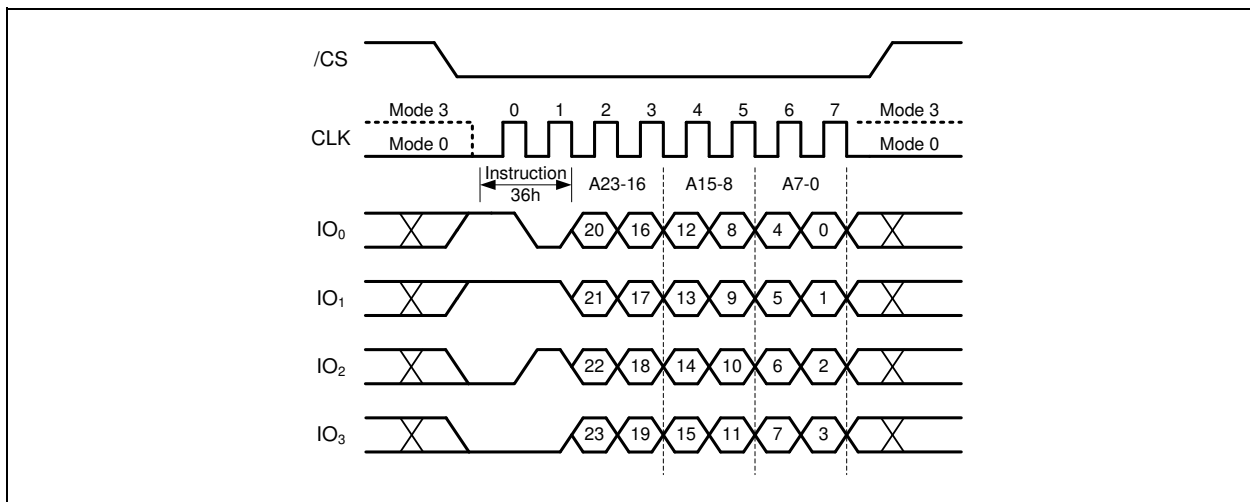 /CS
Mode 3 0 1 2 3 4 5 6 7 Mode 3
CLK
Mode 0 Mode 0
Instruction
36h
A23-16 A15-8 A7-0
IO₀ 20 16 12 8 4 0
IO₁ 21 17 13 9 5 1
IO₂ 22 18 14 10 6 2
IO₃ 23 19 15 11 7 3